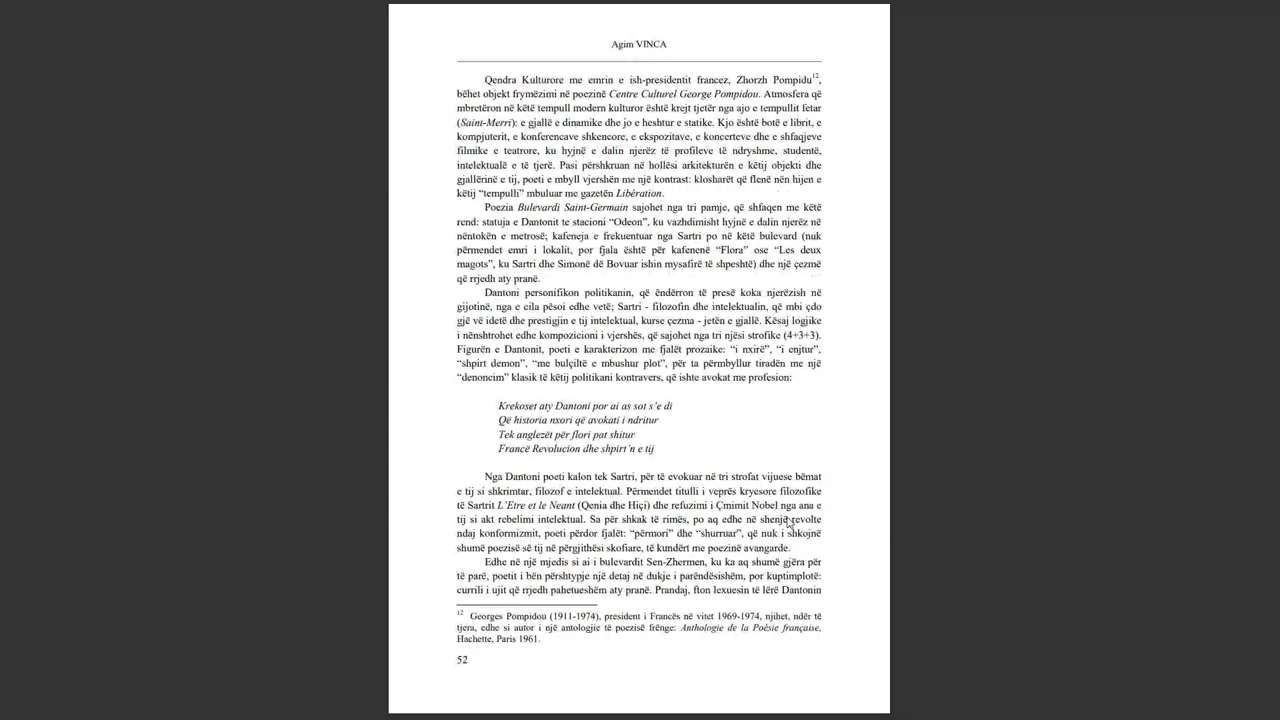 Agim VINCA
Qendra Kulturore me emrin e ish-presidentit francez, Zhorzh Pompidu12,
bëhet objekt frymëzimi në poezinë Centre Culturel George Pompidou. Atmosfera që
mbretëron në këtë tempull modern kulturor është krejt tjetër nga ajo e tempullit fetar
(Saint-Merri): e gjallë e dinamike dhe jo e heshtur e statike. Kjo është botë e librit, e
kompjuterit, e konferencave shkencore, e ekspozitave, e koncerteve dhe e shfaqjeve
filmike e teatrore, ku hyjnë e dalin njerëz të profileve të ndryshme, studentë,
intelektualë e të tjerë. Pasi përshkruan në hollësi arkitekturën e këtij objekti dhe
gjallërinë e tij, poeti e mbyll vjershën me një kontrast: klosharët që flenë nën hijen e
këtij “tempulli” mbuluar me gazetën Libération.
Poezia Bulevardi Saint-Germain sajohet nga tri pamje, që shfaqen me këtë
rend: statuja e Dantonit te stacioni “Odeon”, ku vazhdimisht hyjnë e dalin njerëz në
nëntokën e metrosë; kafeneja e frekuentuar nga Sartri po në këtë bulevard (nuk
përmendet emri i lokalit, por fjala është për kafenenë “Flora” ose “Les deux
magots”, ku Sartri dhe Simonë dë Bovuar ishin mysafirë të shpeshtë) dhe një çezmë
që rrjedh aty pranë.
Dantoni personifikon politikanin, që ëndërron të presë koka njerëzish në
gijotinë, nga e cila pësoi edhe vetë; Sartri - filozofin dhe intelektualin, që mbi çdo
gjë vë idetë dhe prestigjin e tij intelektual, kurse çezma - jetën e gjallë. Kësaj logjike
i nënshtrohet edhe kompozicioni i vjershës, që sajohet nga tri njësi strofike (4+3+3).
Figurën e Dantonit, poeti e karakterizon me fjalët prozaike: “i nxirë”, “i enjtur”,
“shpirt demon”, “me bulçiltë e mbushur plot”, për ta përmbyllur tiradën me një
“denoncim” klasik të këtij politikani kontravers, që ishte avokat me profesion:
Krekoset aty Dantoni por ai as sot s’e di
Që historia nxori që avokati i ndritur
Tek anglezët për flori pat shitur
Francë Revolucion dhe shpirt’n e tij
Nga Dantoni poeti kalon tek Sartri, për të evokuar në tri strofat vijuese bëmat
e tij si shkrimtar, filozof e intelektual. Përmendet titulli i veprës kryesore filozofike
të Sartrit L’Etre et le Neant (Qenia dhe Hiçi) dhe refuzimi i Çmimit Nobel nga ana e
tij si akt rebelimi intelektual. Sa për shkak të rimës, po aq edhe në shenjë revolte
ndaj konformizmit, poeti përdor fjalët: “përmori” dhe “shurruar”, që nuk i shkojnë
shumë poezisë së tij në përgjithësi skofiare, të kundërt me poezinë avangarde.
Edhe në një mjedis si ai i bulevardit Sen-Zhermen, ku ka aq shumë gjëra për
të parë, poetit i bën përshtypje një detaj në dukje i parëndësishëm, por kuptimplotë:
currili i ujit që rrjedh pahetueshëm aty pranë. Prandaj, fton lexuesin të lërë Dantonin
12 Georges Pompidou (1911-1974), president i Francës në vitet 1969-1974, njihet, ndër të
tjera, edhe si autor i një antologjie të poezisë frënge: Anthologie de la Poésie française,
Hachette, Paris 1961.
52